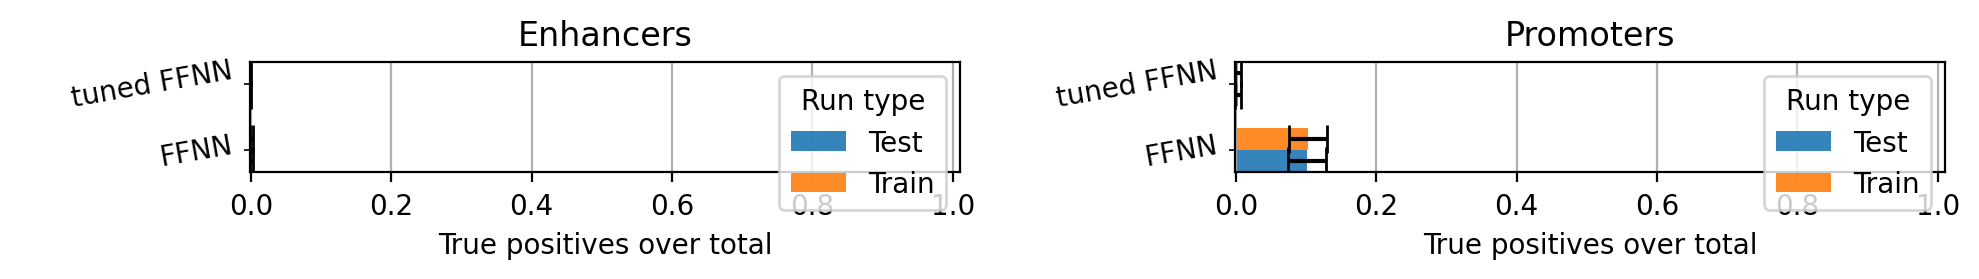 Enhancers
tuned FFNN
FFNN
Run type
Test
Train
0.0 0.2 0.4 0.6 0.8 1.0
True positives over total
Promoters
tuned FFNN
FFNN
Run type
Test
Train
0.0 0.2 0.4 0.6 0.8 1.0
True positives over total